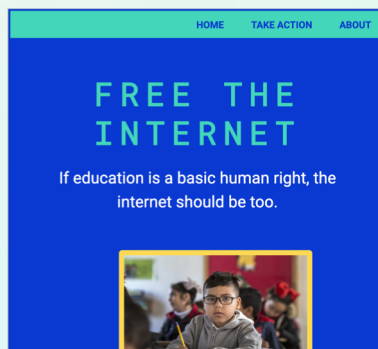 HOME TAKE ACTION ABOUT
FREE THE
INTERNET
If education is a basic human right, the
internet should be too.